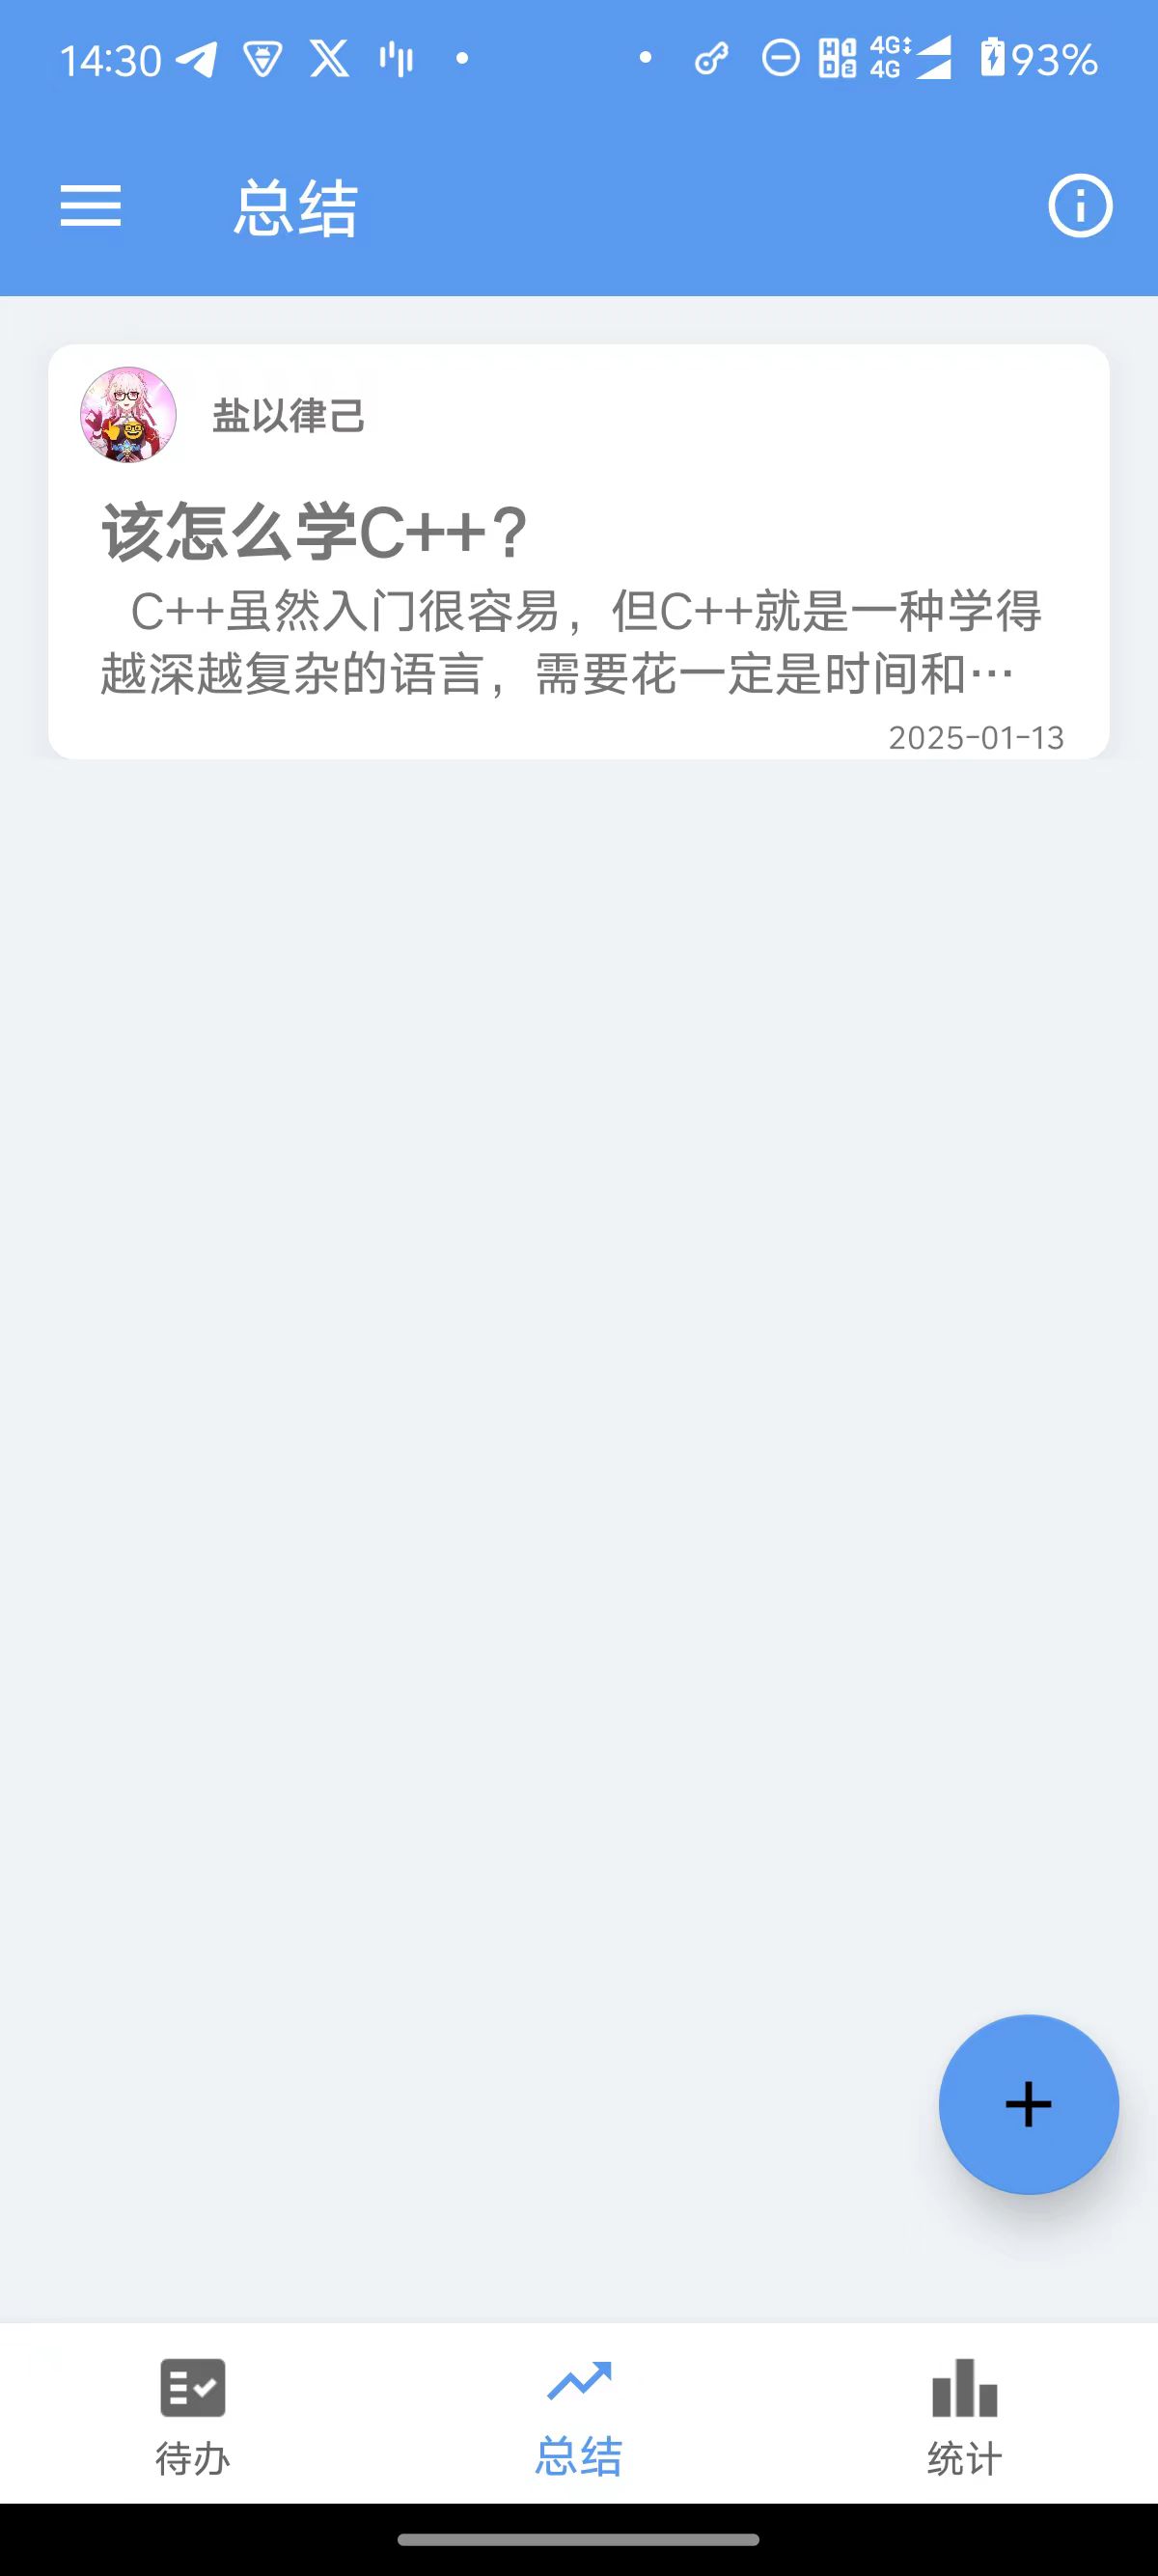 14:30 4G 4G 93%
总结
盐以律己
该怎么学C++？
C++虽然入门很容易，但C++就是一种学得
越深越复杂的语言，需要花一定是时间和…
2025-01-13
待办 总结 统计